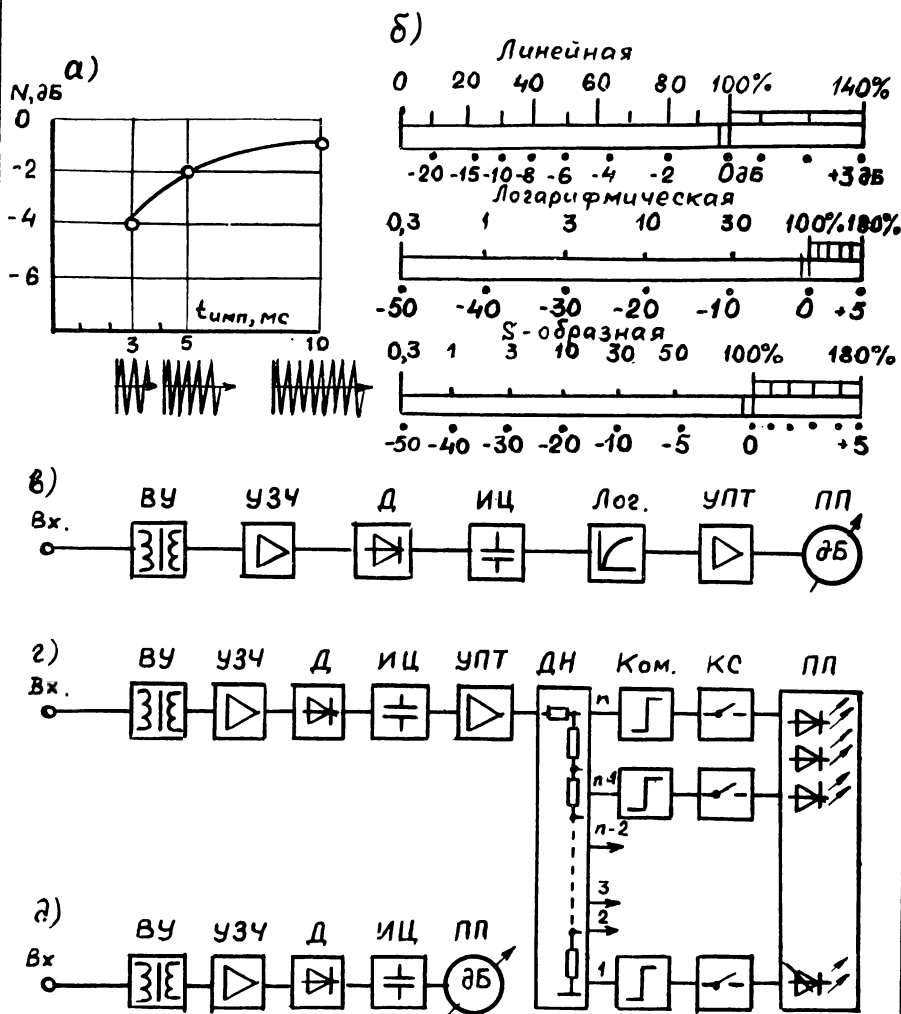 а)
N, дБ
0
-2
-4
-6
tимп, мс
3 5 10
б)
Линейная
0 20 40 60 80 100% 140%
-20 -15 -10 -8 -6 -4 -2 0дБ +3дБ
Логарифмическая
0,3 1 3 10 30 100% 180%
-50 -40 -30 -20 -10 0 +5
S-образная
0,3 1 3 10 30 50 100% 180%
-50 -40 -30 -20 -10 -5 0 +5
в)
ВУ УЗЧ Д ИЦ Лог. УПТ ПП
Вх.
дБ
г)
ВУ УЗЧ Д ИЦ УПТ ДН Ком. КС ПП
Вх.
n
n-1
n-2
3
2
1
д)
ВУ УЗЧ Д ИЦ ПП
Вх
дБ